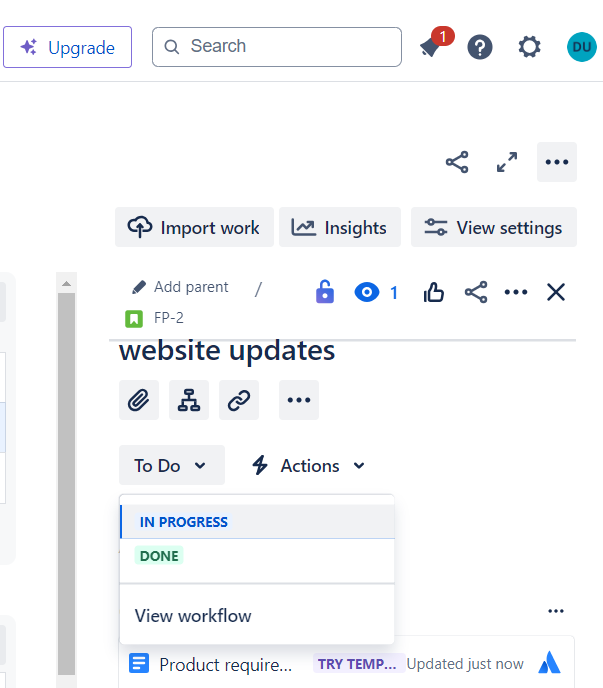 Upgrade
Search
1
DU
Import work
Insights
View settings
Add parent /
1
FP-2
website updates
To Do
Actions
IN PROGRESS
DONE
View workflow
Product require...
TRY TEMP...
Updated just now